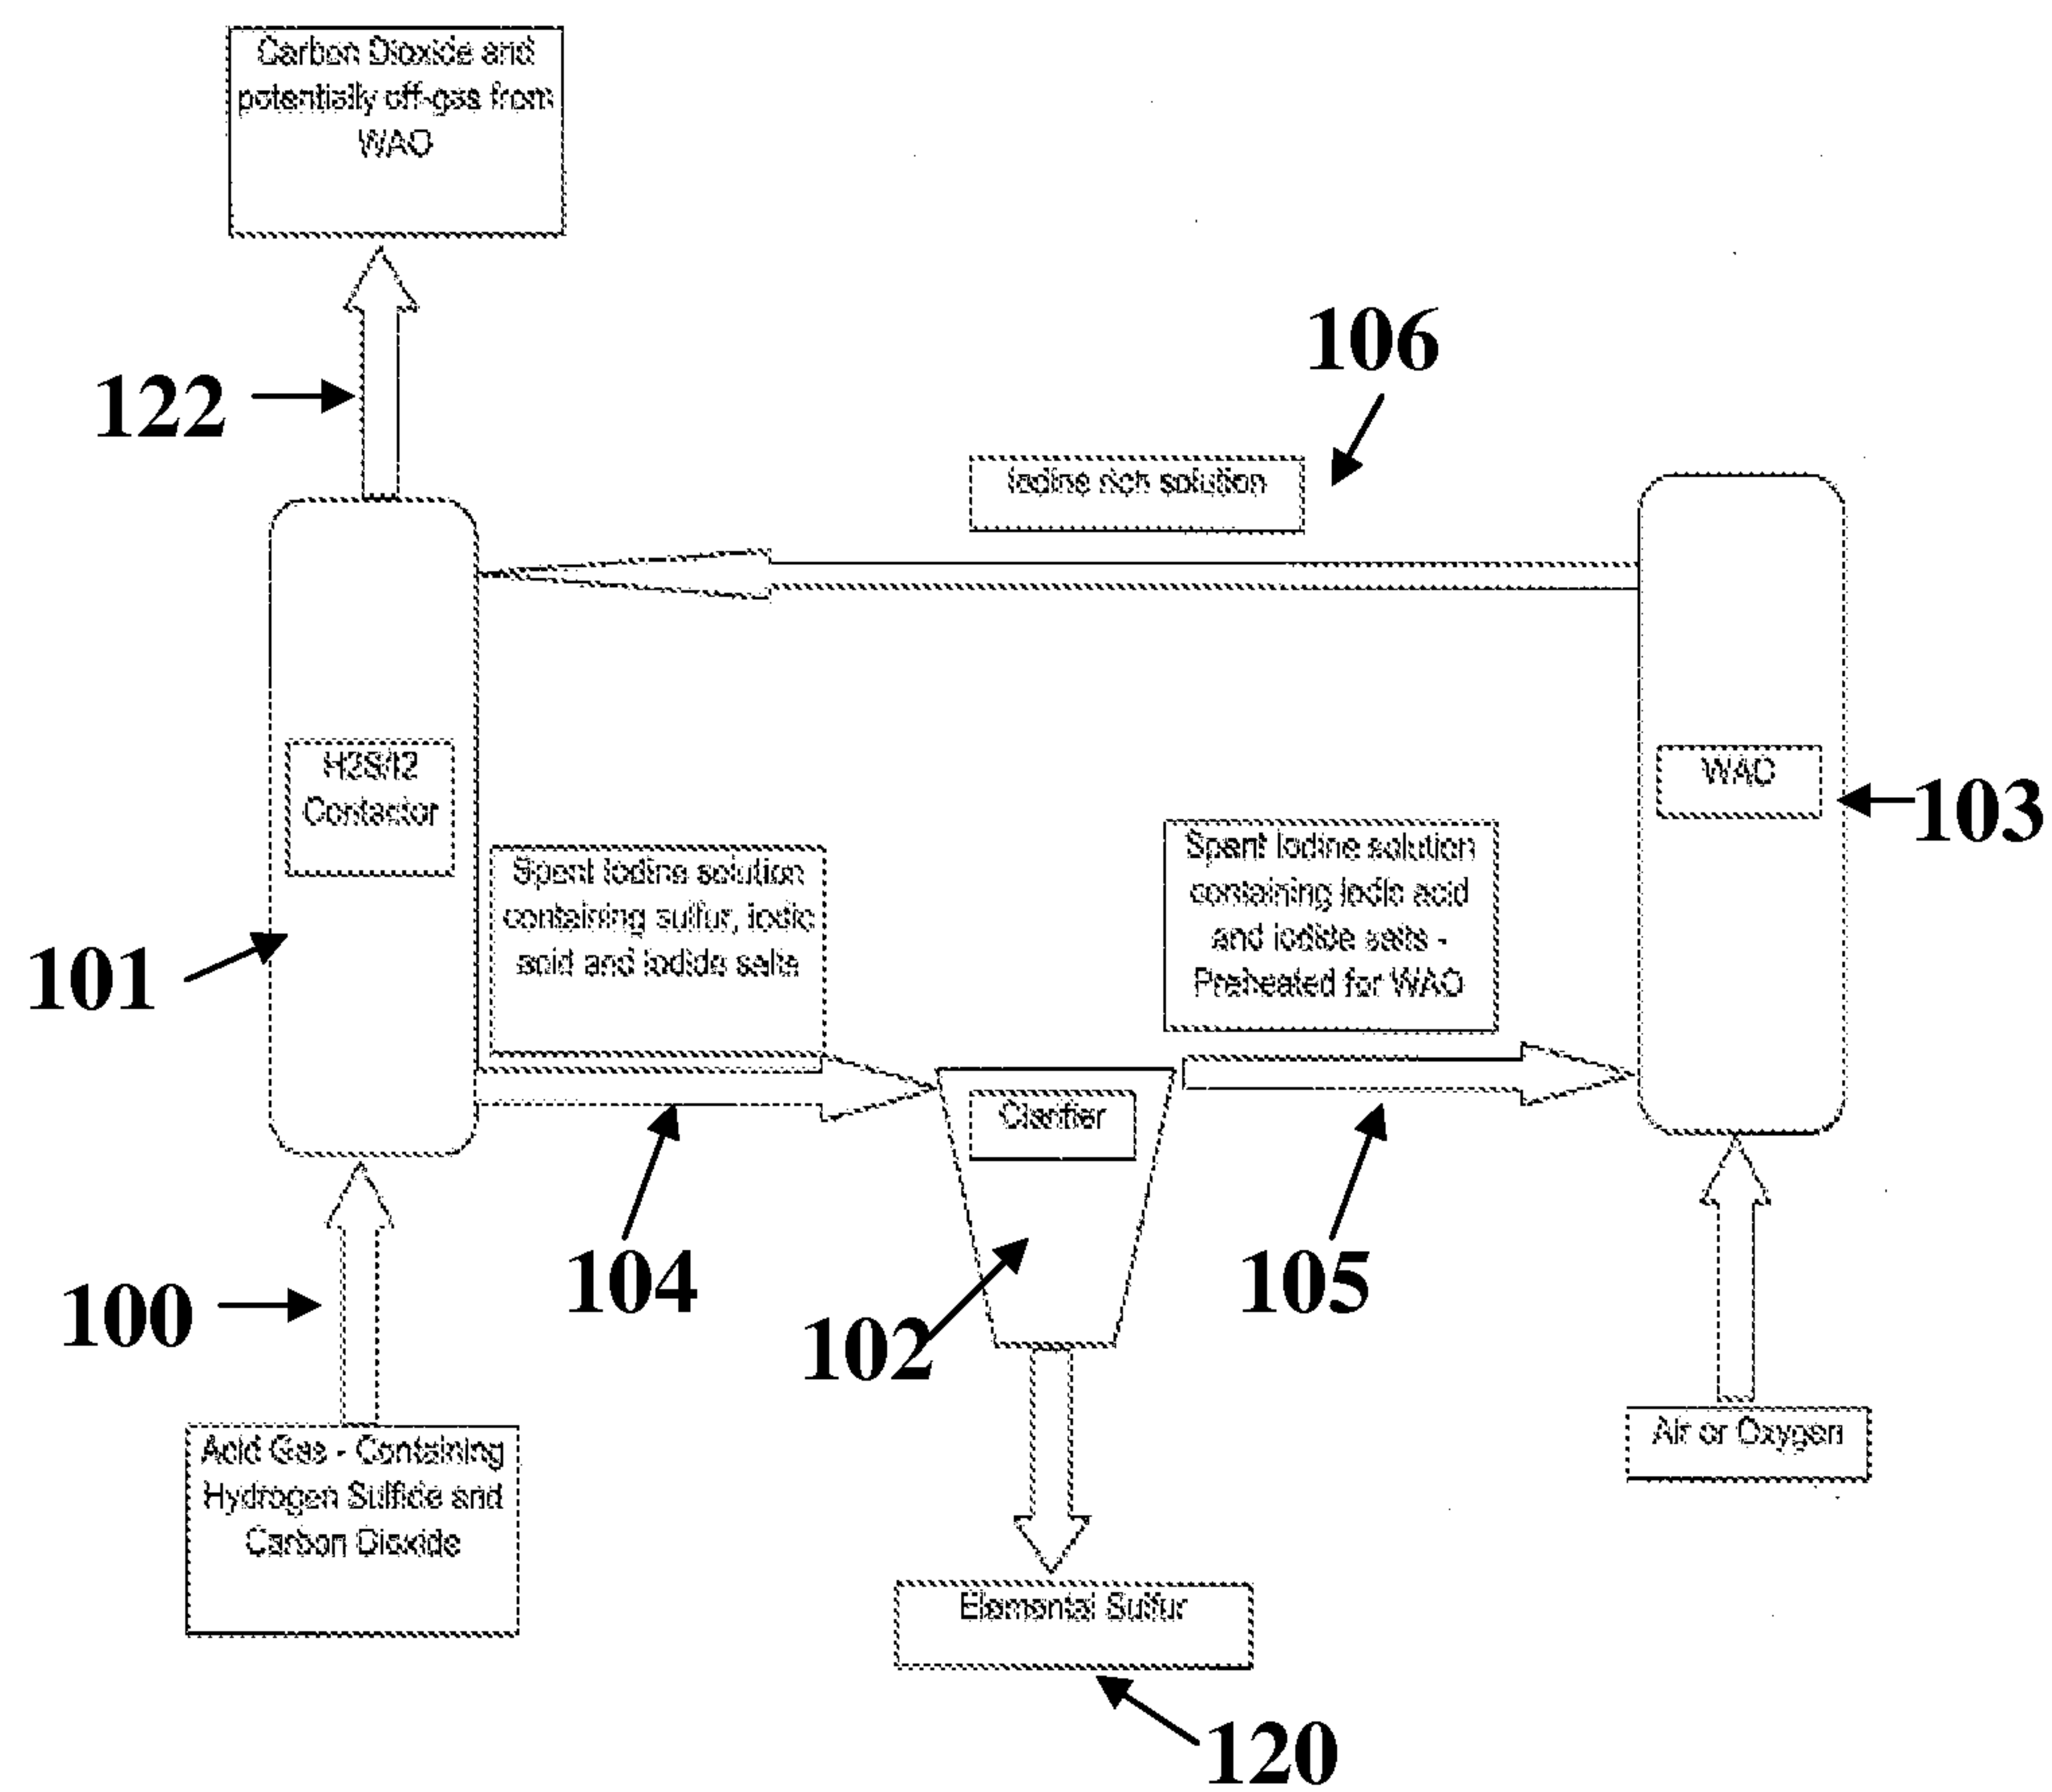 Carbon Dioxide and
potentially off-gas from
WAO
122
106
Iodine rich solution
H2S/I2
Contactor
WAO
103
Spent Iodine solution
containing sulfur, iodic
acid and iodide salts
Spent Iodine solution
containing iodic acid
and iodide salts -
Preheated for WAO
101
Clarifier
104
105
100
102
Acid Gas - Containing
Hydrogen Sulfide and
Carbon Dioxide
Air or Oxygen
Elemental Sulfur
120